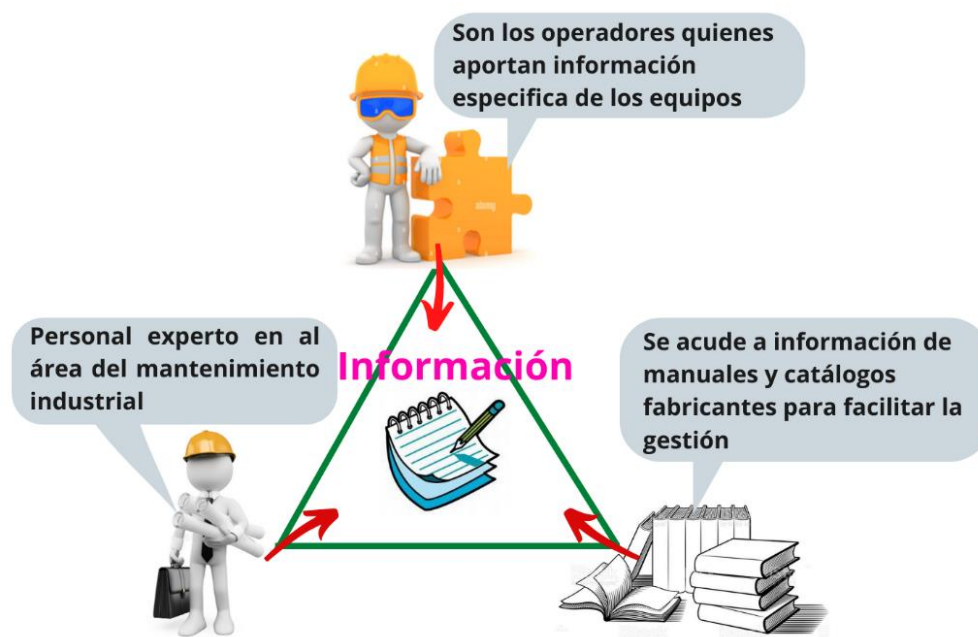 Son los operadores quienes
aportan información
especifica de los equipos
Personal experto en al
área del mantenimiento
industrial
Información
Se acude a información de
manuales y catálogos
fabricantes para facilitar la
gestión